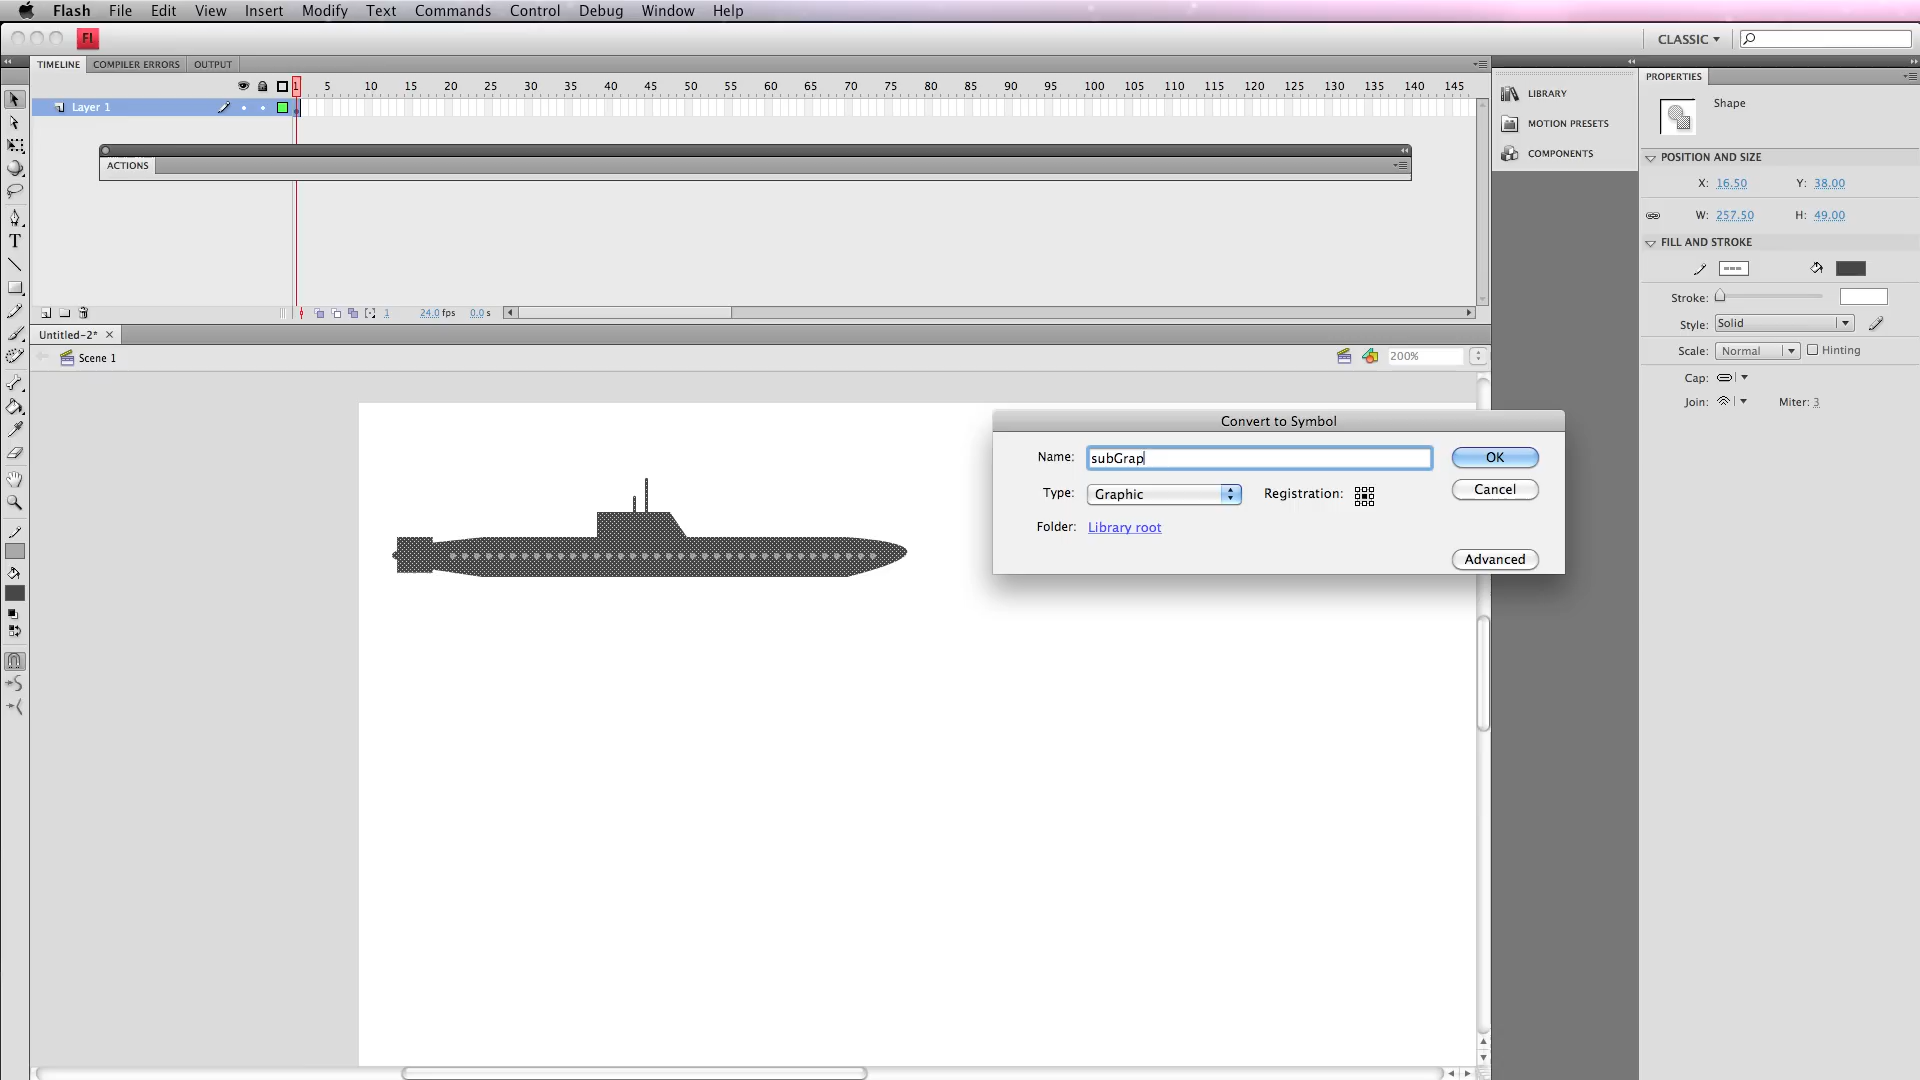 Flash File Edit View Insert Modify Text Commands Control Debug Window Help
Fl CLASSIC
TIMELINE COMPILER ERRORS OUTPUT
1 5 10 15 20 25 30 35 40 45 50 55 60 65 70 75 80 85 90 95 100 105 110 115 120 125 130 135 140 145
Layer 1
ACTIONS
1 24.0 fps 0.0 s
Untitled-2*
Scene 1
200%
LIBRARY
MOTION PRESETS
COMPONENTS
PROPERTIES
Shape
POSITION AND SIZE
X: 16.50 Y: 38.00
W: 257.50 H: 49.00
FILL AND STROKE
Stroke:
Style: Solid
Scale: Normal Hinting
Cap:
Join: Miter: 3
Convert to Symbol
Name: subGrap OK
Type: Graphic Registration: Cancel
Folder: Library root
Advanced
T